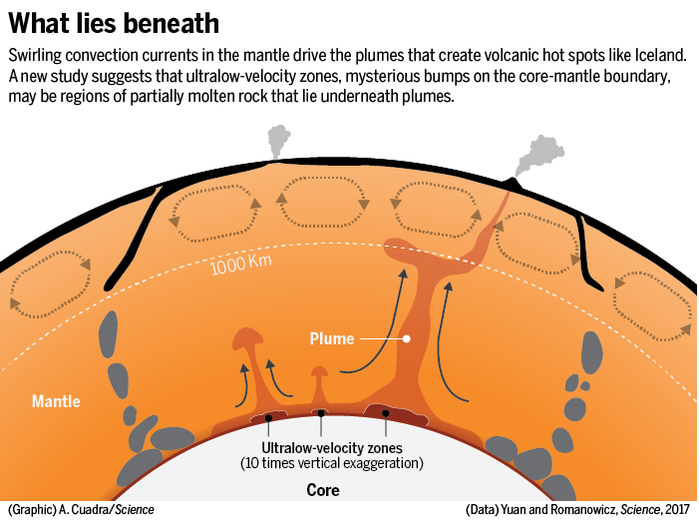 What lies beneath
Swirling convection currents in the mantle drive the plumes that create volcanic hot spots like Iceland.
A new study suggests that ultralow-velocity zones, mysterious bumps on the core-mantle boundary,
may be regions of partially molten rock that lie underneath plumes.
1000 Km
Plume
Mantle
Ultralow-velocity zones
(10 times vertical exaggeration)
Core
(Graphic) A. Cuadra/Science
(Data) Yuan and Romanowicz, Science, 2017